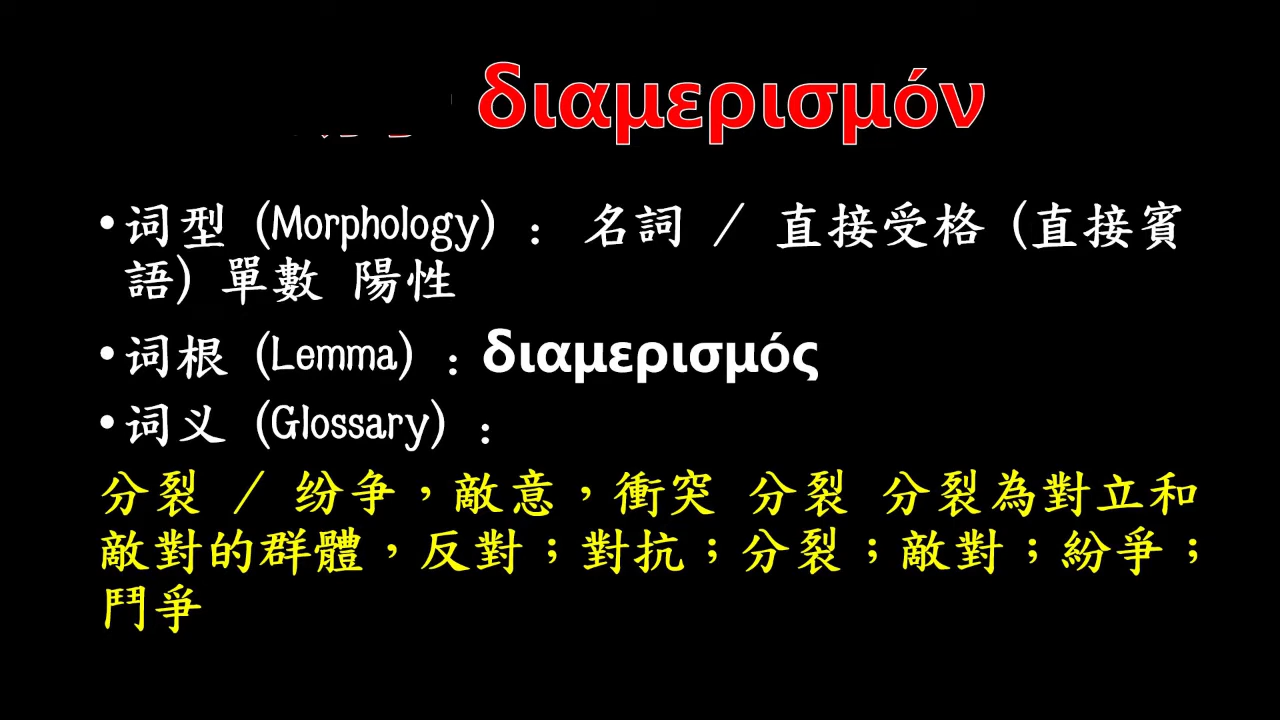 διαμερισμόν
•词型 (Morphology) ： 名詞 / 直接受格 (直接賓
語) 單數 陽性
•词根 (Lemma) ：διαμερισμός
•词义 (Glossary) ：
分裂 / 纷争，敵意，衝突 分裂 分裂為對立和
敵對的群體，反對；對抗；分裂；敵對；紛爭；
鬥爭